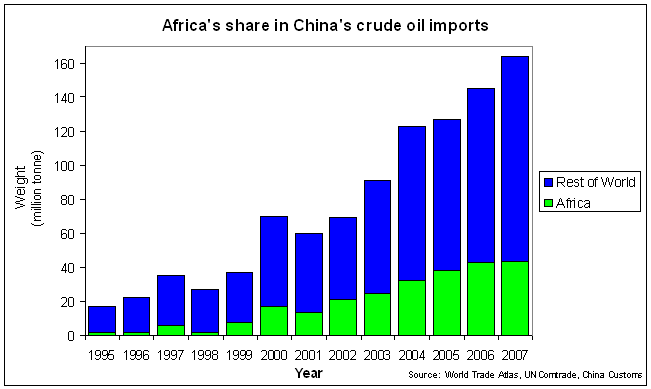 Africa's share in China's crude oil imports
160
140
120
100
80
60
40
20
0
Weight
(million tonne)
1995 1996 1997 1998 1999 2000 2001 2002 2003 2004 2005 2006 2007
Year
Rest of World
Africa
Source: World Trade Atlas, UN Comtrade, China Customs